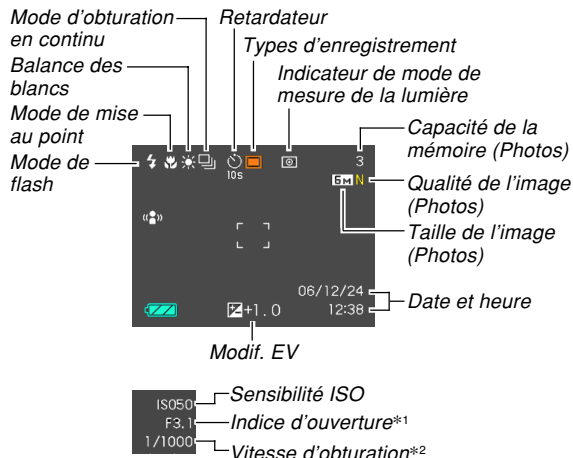 Mode d'obturation
en continu
Retardateur
Types d'enregistrement
Balance des
blancs
Indicateur de mode de
mesure de la lumière
Mode de mise
au point
Mode de
flash
Capacité de la
mémoire (Photos)
Qualité de l'image
(Photos)
Taille de l'image
(Photos)
10s
3
6M N
06/12/24
12:38
Date et heure
+1.0
Modif. EV
ISO50
Sensibilité ISO
F3.1
Indice d'ouverture*1
1/1000
Vitesse d'obturation*2